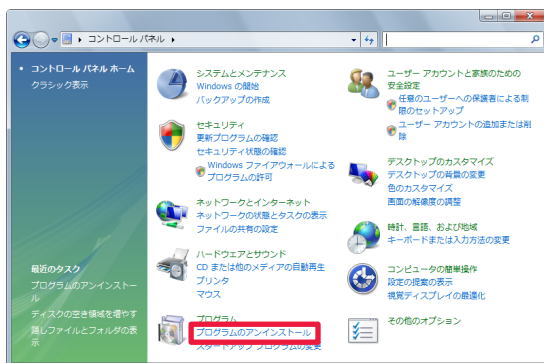 コントロール パネル
コントロール パネル ホーム
クラシック表示
システムとメンテナンス
Windows の開始
バックアップの作成
セキュリティ
更新プログラムの確認
セキュリティ状態の確認
Windows ファイアウォールによる
プログラムの許可
ネットワークとインターネット
ネットワークの状態とタスクの表示
ファイルの共有の設定
ハードウェアとサウンド
CD または他のメディアの自動再生
プリンタ
マウス
プログラム
プログラムのアンインストール
スタートアップ プログラムの変更
ユーザー アカウントと家族のための
安全設定
任意のユーザーへの保護者による制
限のセットアップ
ユーザー アカウントの追加または削
除
デスクトップのカスタマイズ
デスクトップの背景の変更
色のカスタマイズ
画面の解像度の調整
時計、言語、および地域
キーボードまたは入力方法の変更
コンピュータの簡単操作
設定の提案の表示
視覚ディスプレイの最適化
その他のオプション
最近のタスク
プログラムのアンインストー
ル
ディスクの空き領域を増やす
隠しファイルとフォルダの表
示